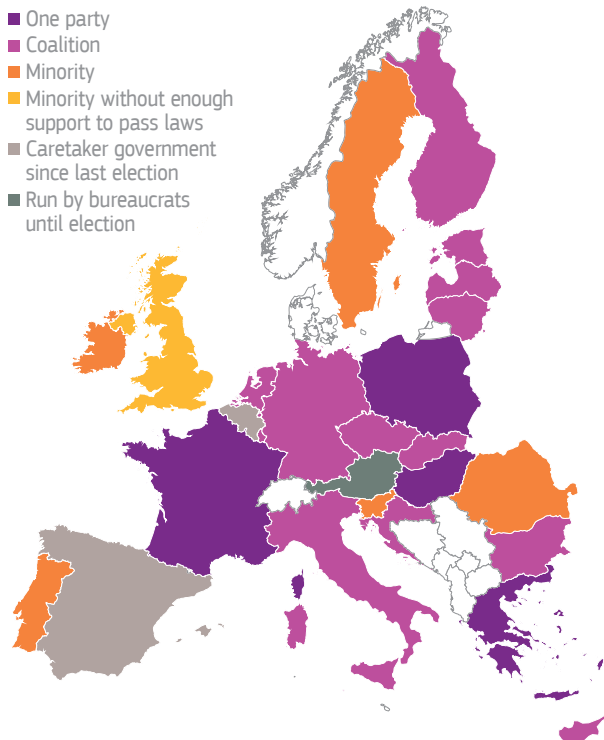 One party
Coalition
Minority
Minority without enough
support to pass laws
Caretaker government
since last election
Run by bureaucrats
until election